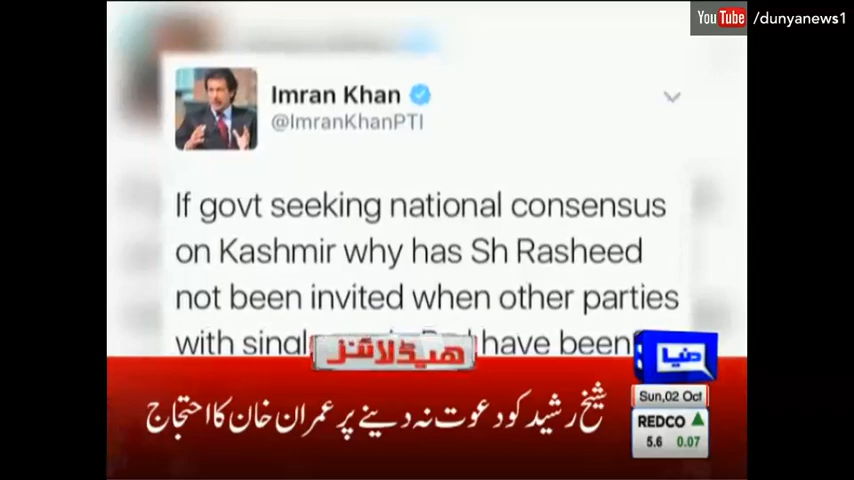 YouTube /dunyanews1
Imran Khan
@ImranKhanPTI
If govt seeking national consensus
on Kashmir why has Sh Rasheed
not been invited when other parties
with have been
ھیڈلائنز
دنیا
شیخ رشید کو دعوت نہ دینے پر عمران خان کا احتجاج
Sun,02 Oct
REDCO
5.6 0.07